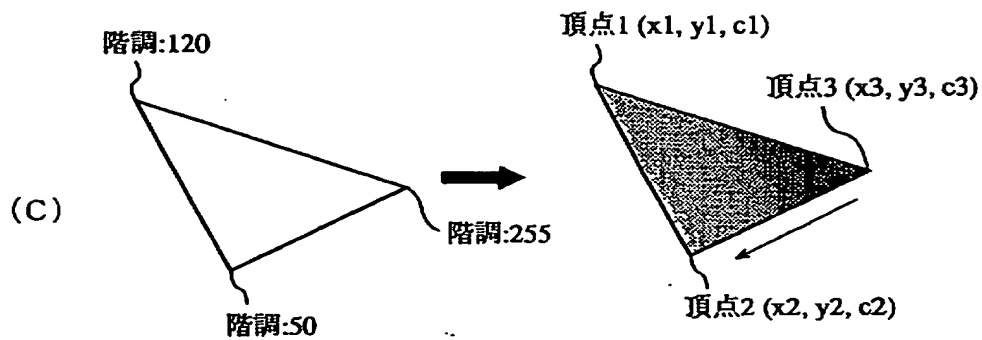 頂点1 (x1, y1, c1)
階調:120
頂点3 (x3, y3, c3)
(C)
階調:255
頂点2 (x2, y2, c2)
階調:50